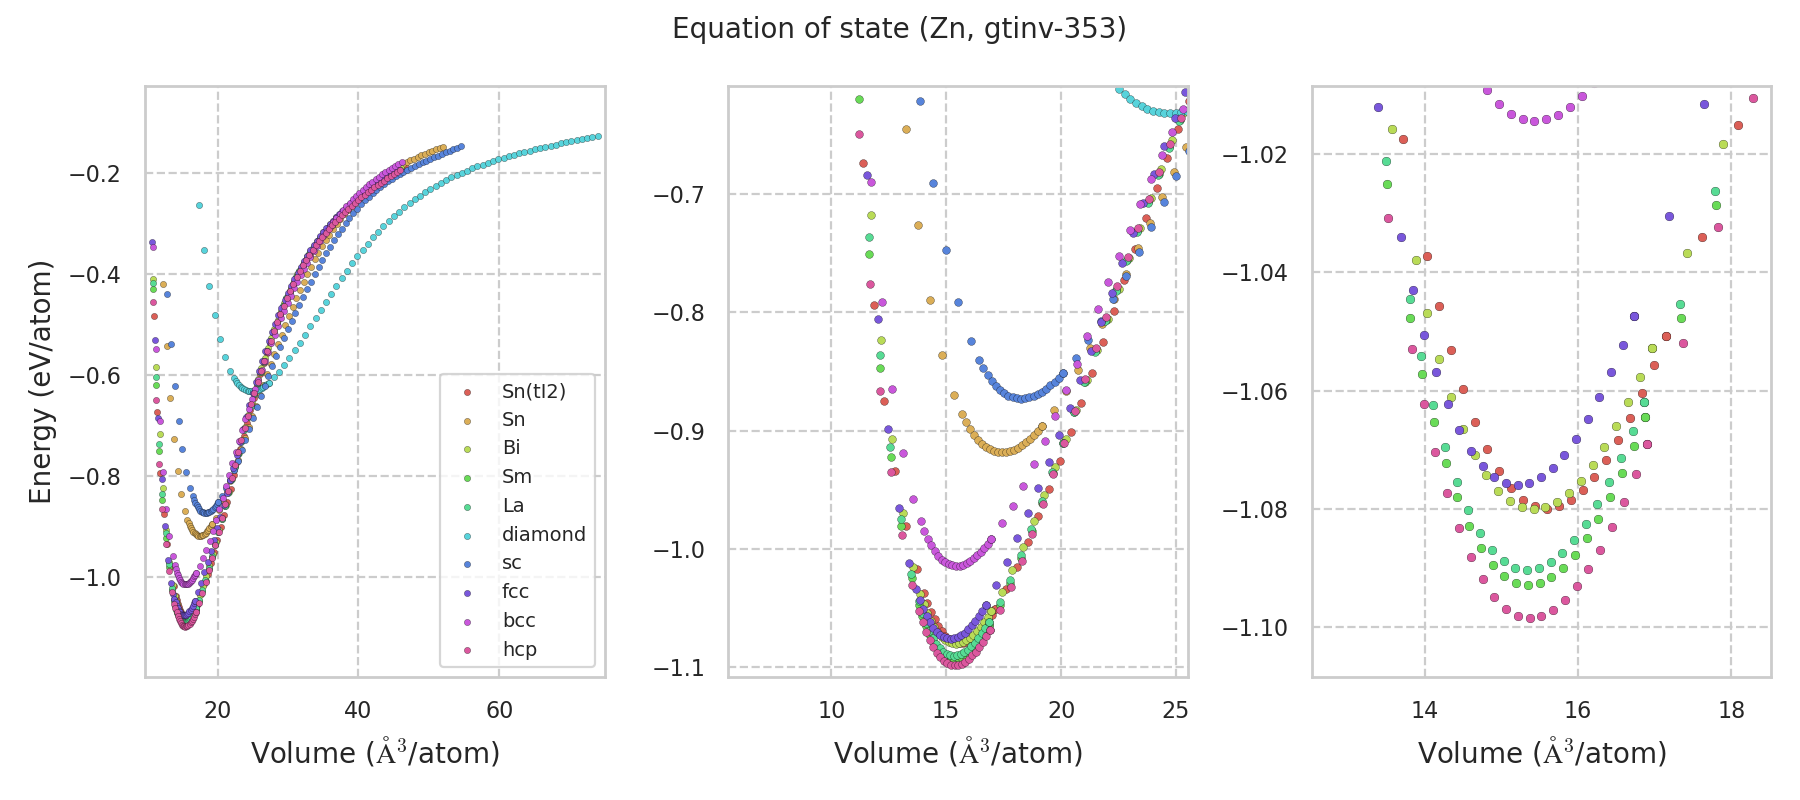 Equation of state (Zn, gtinv-353)
Energy (eV/atom)
−0.2
−0.4
−0.6
−0.8
−1.0
20 40 60
Volume (Å³/atom)
Sn(tI2)
Sn
Bi
Sm
La
diamond
sc
fcc
bcc
hcp
−0.7
−0.8
−0.9
−1.0
−1.1
10 15 20 25
Volume (Å³/atom)
−1.02
−1.04
−1.06
−1.08
−1.10
14 16 18
Volume (Å³/atom)